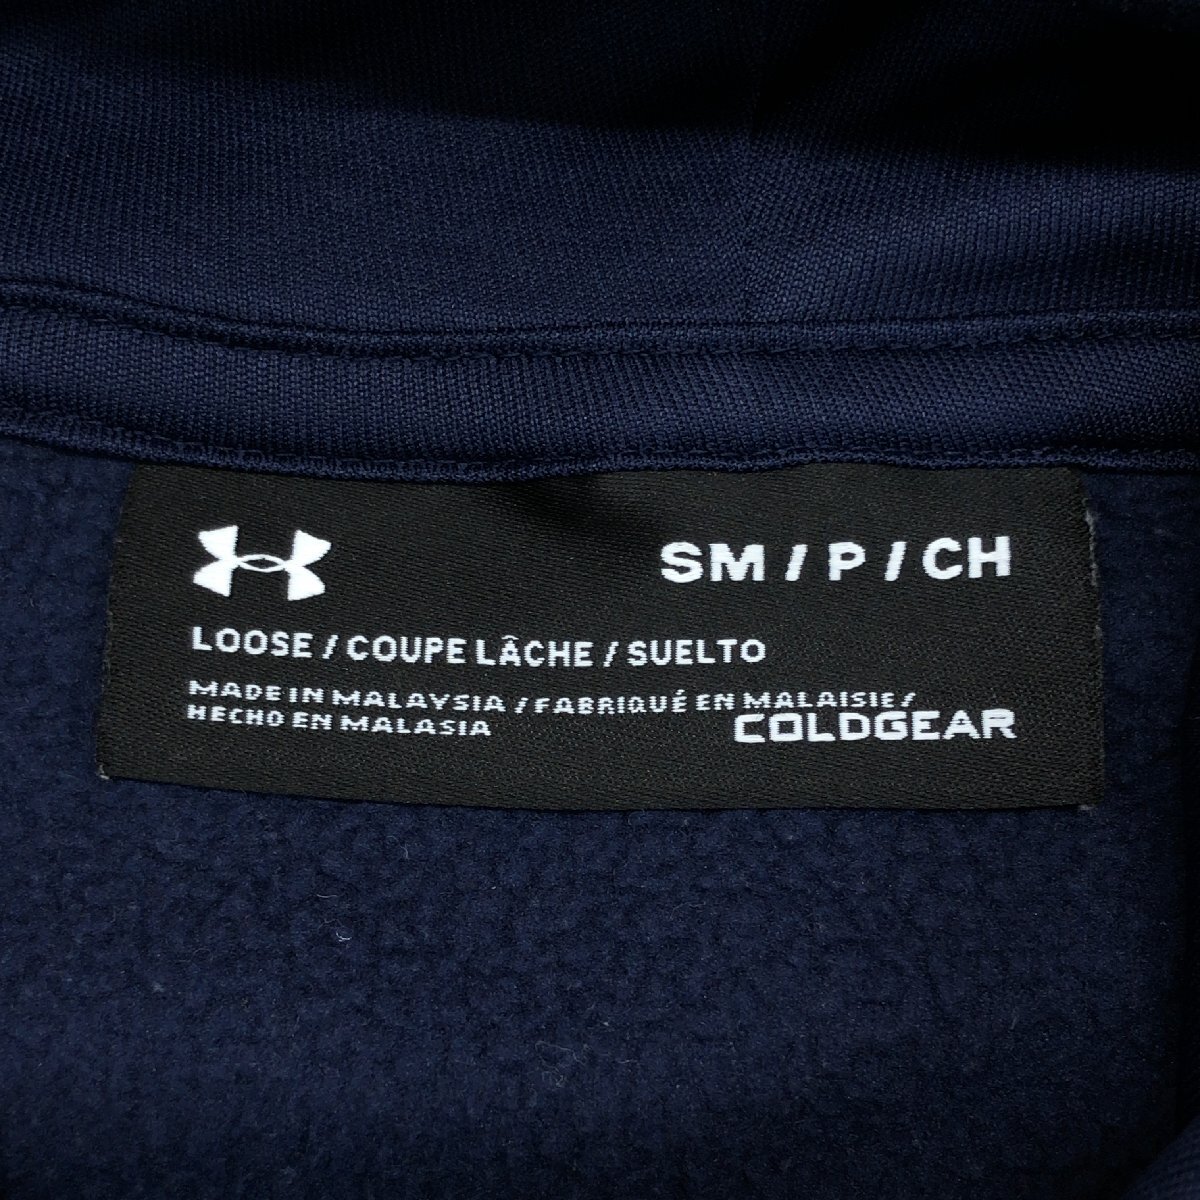 SM / P / CH
LOOSE / COUPE LÂCHE / SUELTO
MADE IN MALAYSIA / FABRIQUÉ EN MALAISIE /
HECHO EN MALASIA
COLDGEAR